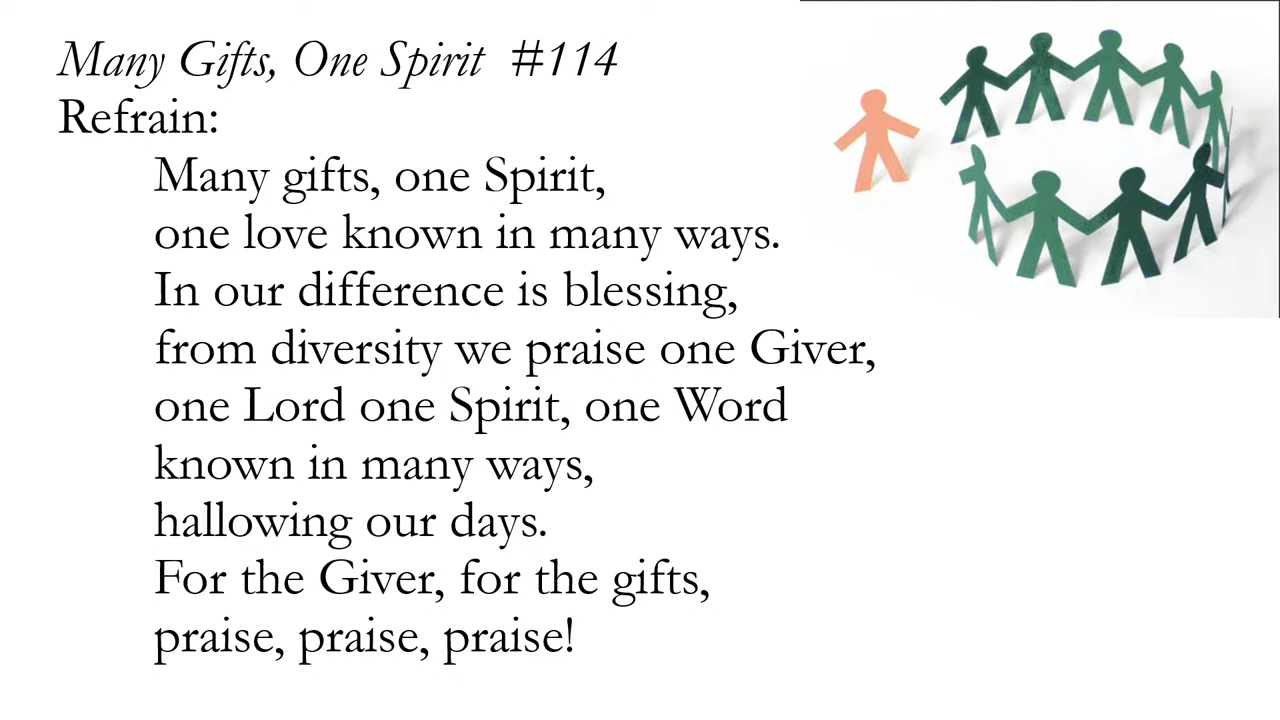 Many Gifts, One Spirit  #114
Refrain:
Many gifts, one Spirit,
one love known in many ways.
In our difference is blessing,
from diversity we praise one Giver,
one Lord one Spirit, one Word
known in many ways,
hallowing our days.
For the Giver, for the gifts,
praise, praise, praise!